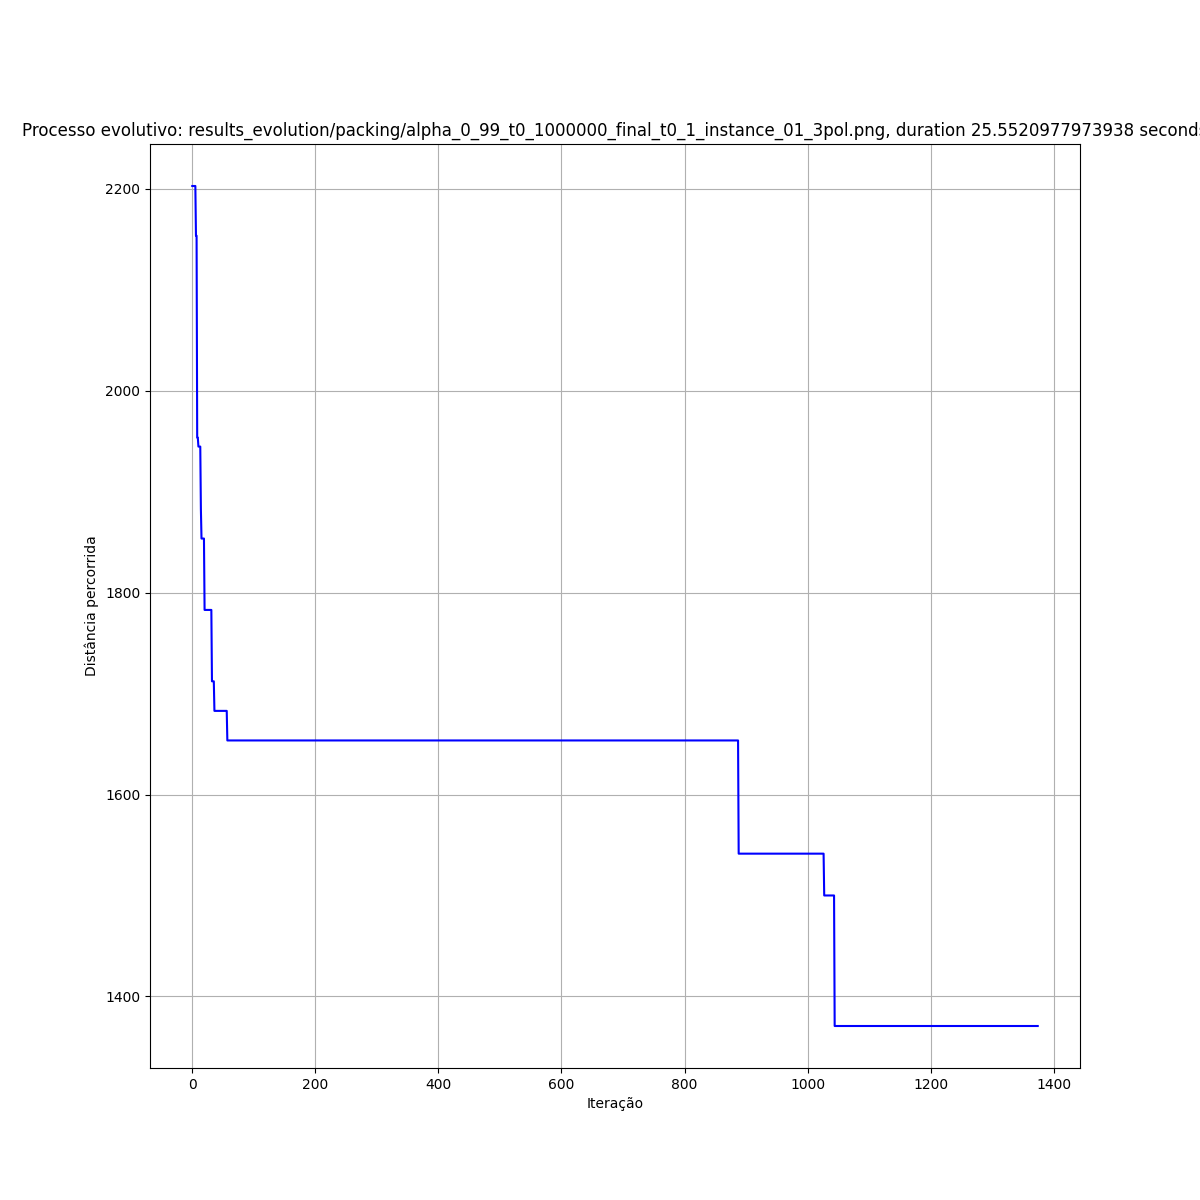 Processo evolutivo: results_evolution/packing/alpha_0_99_t0_1000000_final_t0_1_instance_01_3pol.png, duration 25.5520977973938 seconds
2200
2000
1800
1600
1400
Distância percorrida
0 200 400 600 800 1000 1200 1400
Iteração